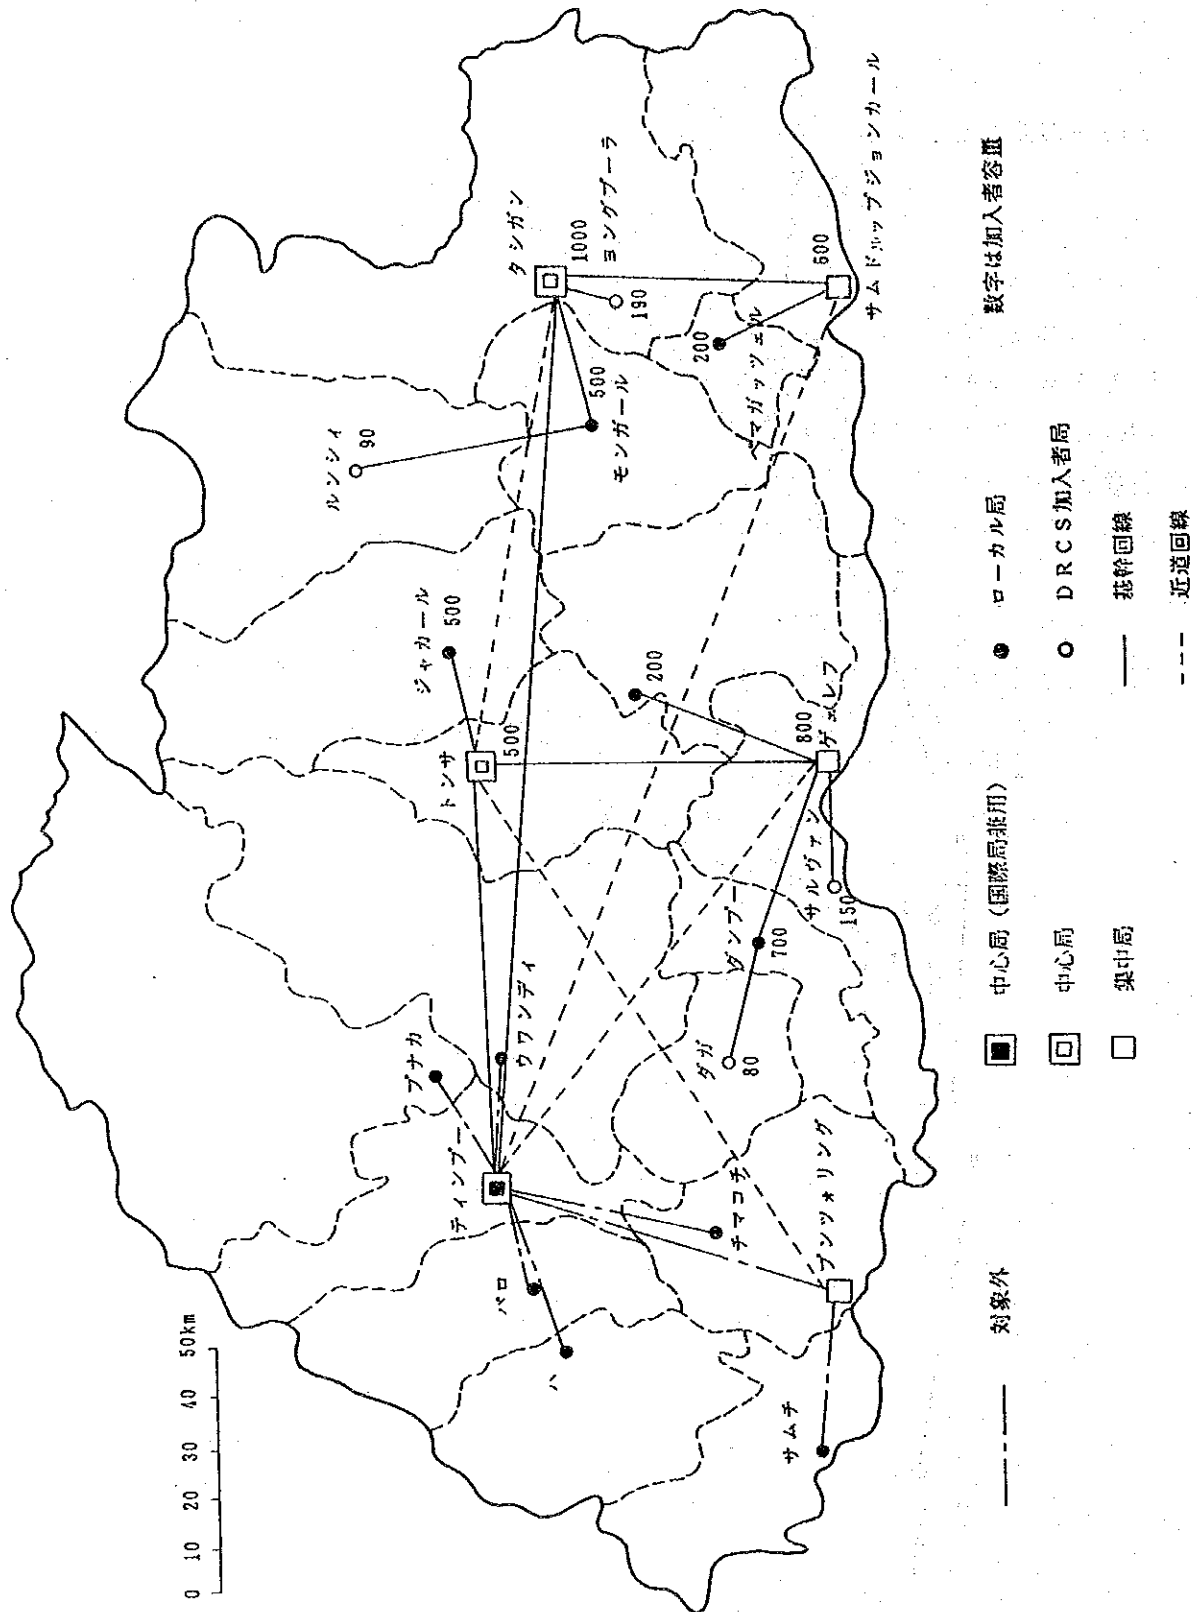 0 10 20 30 40 50km
ルンシィ
90
タシガン
1000
ヨングプーラ
190
500
モンガール
200
マガッツェル
600
サムドルップジョンカール
ジャカール
500
トンサ
500
200
800
ゲュレフ
サルヴァン
150
ダンプー
700
ダガ
80
プナカ
ウワンディ
ティンプー
パロ
ハ
チマコチ
プンツォリング
サムチ
対象外
中心局(国際局兼用)
中心局
集中局
ローカル局
DRCS加入者局
基幹回線
近道回線
数字は加入者容量